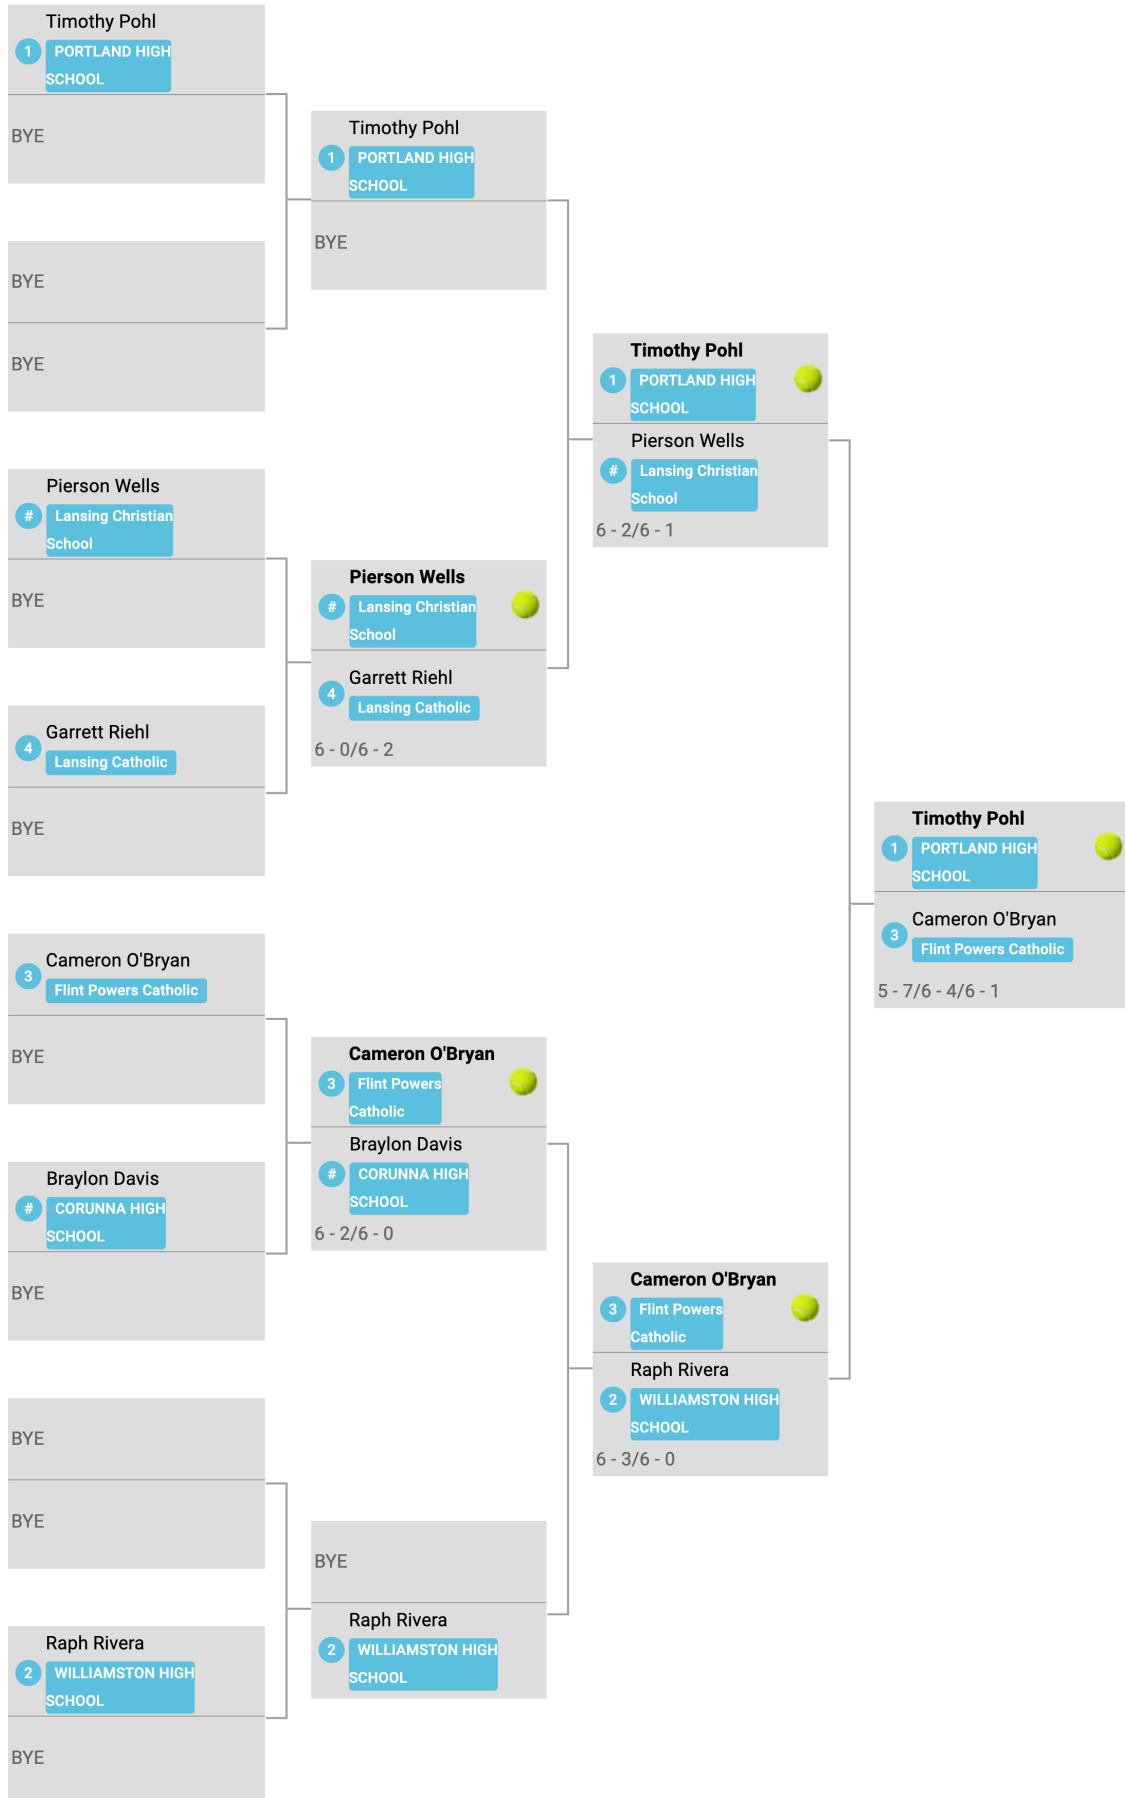 Timothy Pohl
1 PORTLAND HIGH
SCHOOL
BYE
BYE
BYE
Pierson Wells
# Lansing Christian
School
BYE
4 Garrett Riehl
Lansing Catholic
BYE
3 Cameron O'Bryan
Flint Powers Catholic
BYE
Braylon Davis
# CORUNNA HIGH
SCHOOL
BYE
BYE
BYE
Raph Rivera
2 WILLIAMSTON HIGH
SCHOOL
BYE
Timothy Pohl
1 PORTLAND HIGH
SCHOOL
BYE
Pierson Wells
# Lansing Christian
School
4 Garrett Riehl
Lansing Catholic
6 - 0/6 - 2
Cameron O'Bryan
3 Flint Powers
Catholic
Braylon Davis
# CORUNNA HIGH
SCHOOL
6 - 2/6 - 0
BYE
Raph Rivera
2 WILLIAMSTON HIGH
SCHOOL
Timothy Pohl
1 PORTLAND HIGH
SCHOOL
Pierson Wells
# Lansing Christian
School
6 - 2/6 - 1
Cameron O'Bryan
3 Flint Powers
Catholic
Raph Rivera
2 WILLIAMSTON HIGH
SCHOOL
6 - 3/6 - 0
Timothy Pohl
1 PORTLAND HIGH
SCHOOL
3 Cameron O'Bryan
Flint Powers Catholic
5 - 7/6 - 4/6 - 1